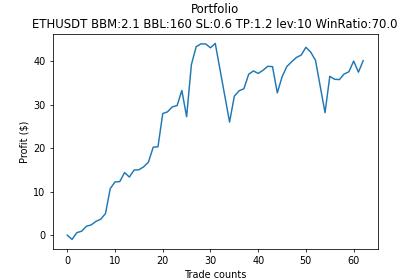 Portfolio
ETHUSDT BBM:2.1 BBL:160 SL:0.6 TP:1.2 lev:10 WinRatio:70.0
40
30
20
10
0
Profit ($)
0 10 20 30 40 50 60
Trade counts